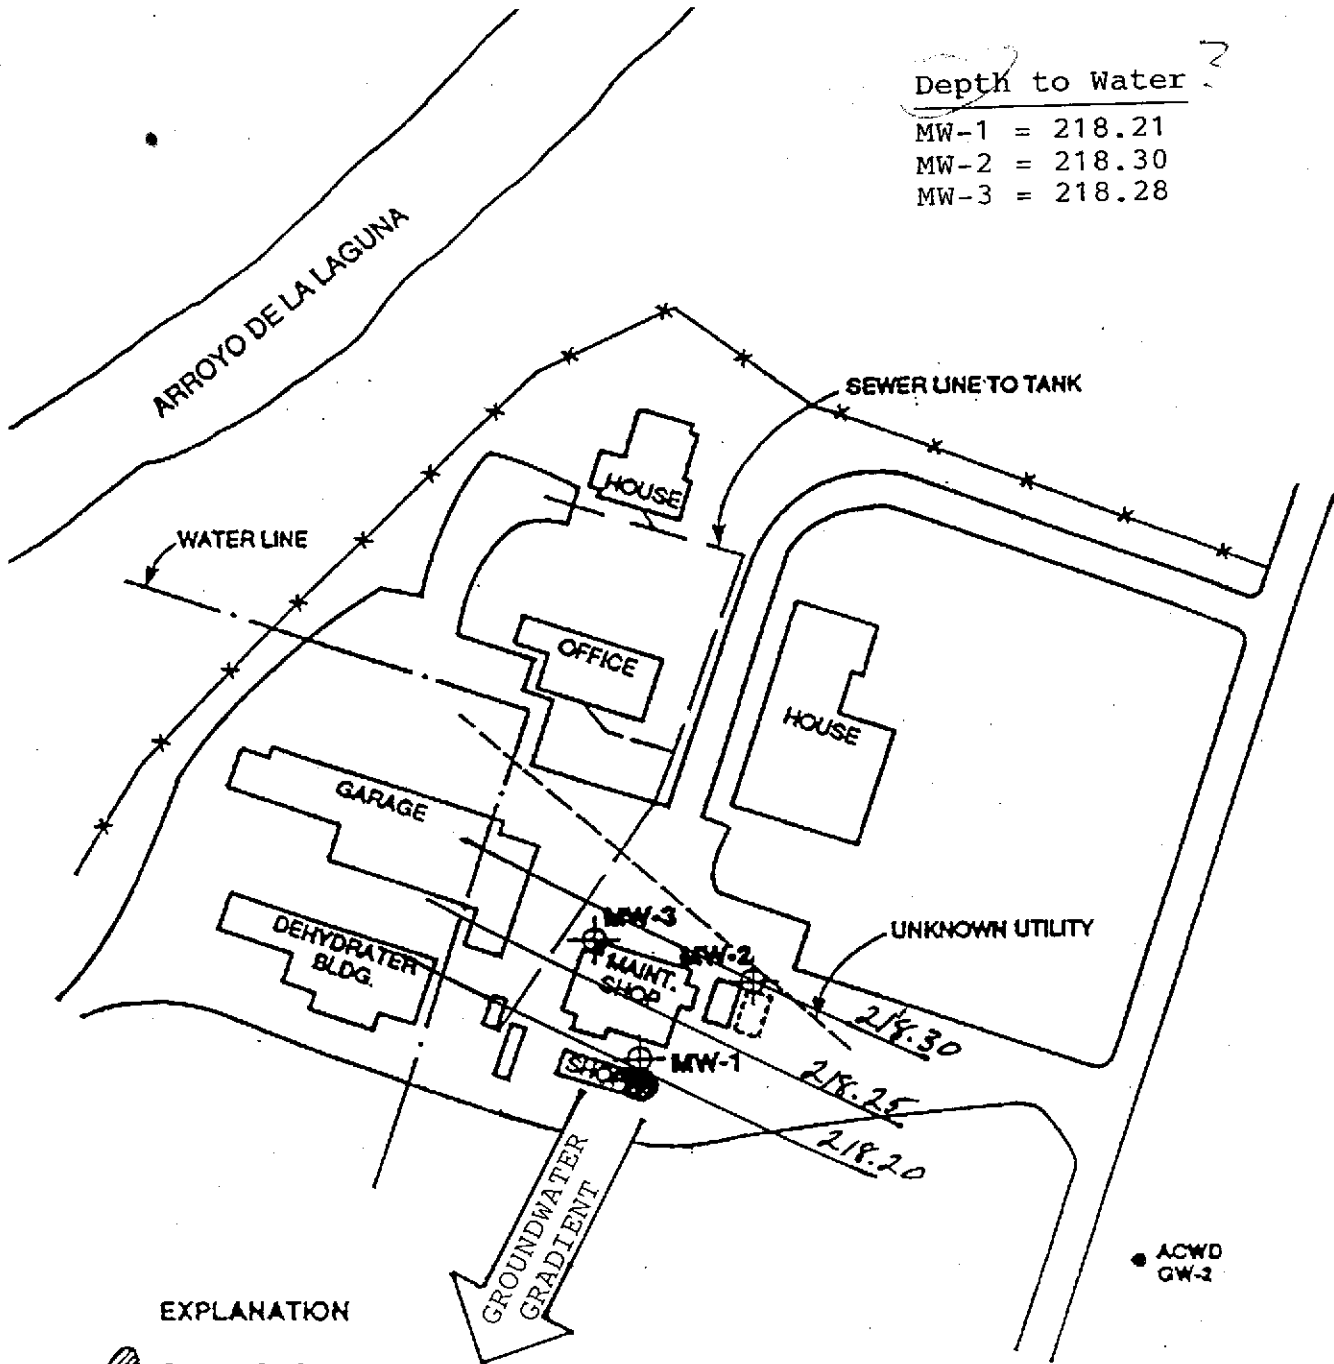 Depth to Water ?
MW-1 = 218.21
MW-2 = 218.30
MW-3 = 218.28
ARROYO DE LA LAGUNA
SEWER LINE TO TANK
HOUSE
WATER LINE
OFFICE
HOUSE
GARAGE
MW-3
UNKNOWN UTILITY
DEHYDRATER
BLDG.
MAINT.
SHOP
MW-2
218.30
MW-1
SHOP
218.25
218.20
GROUNDWATER
GRADIENT
ACWD
GW-2
EXPLANATION